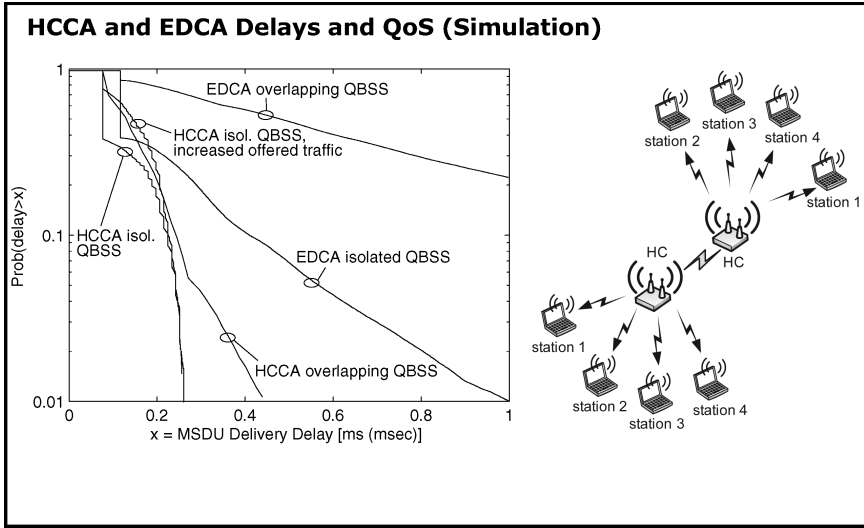 HCCA and EDCA Delays and QoS (Simulation)
1
EDCA overlapping QBSS
HCCA isol. QBSS,
increased offered traffic
Prob(delay>x)
0.1
HCCA isol.
QBSS
EDCA isolated QBSS
HCCA overlapping QBSS
0.01
0
0.2
0.4
0.6
0.8
1
x = MSDU Delivery Delay [ms (msec)]
station 2
station 3
station 4
station 1
HC
HC
station 1
station 2
station 3
station 4